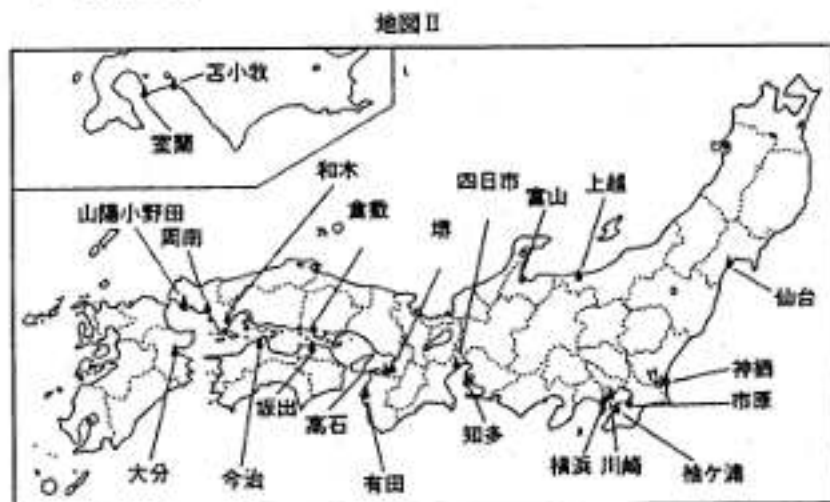 地図Ⅱ
苫小牧
室蘭
和木
山陽小野田
周南
倉敷
堺
四日市
富山
上越
仙台
神栖
市原
袖ケ浦
川崎
横浜
知多
有田
高石
坂出
今治
大分